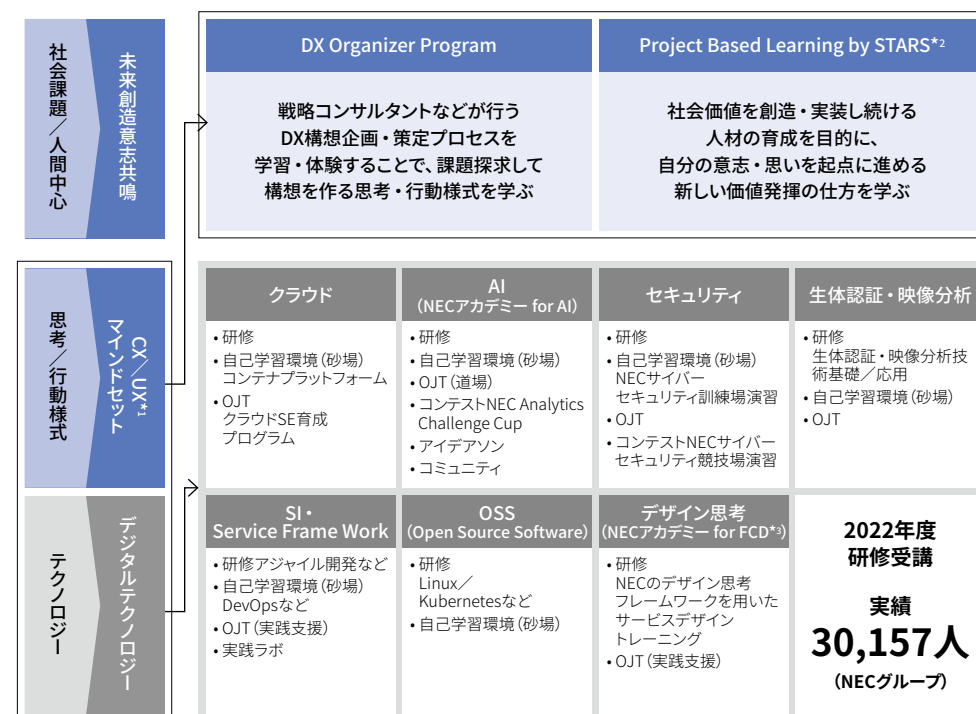 社会課題／人間中心
未来創造意志共鳴
DX Organizer Program
戦略コンサルタントなどが行う
DX構想企画・策定プロセスを
学習・体験することで、課題探求して
構想を作る思考・行動様式を学ぶ
Project Based Learning by STARS*2
社会価値を創造・実装し続ける
人材の育成を目的に、
自分の意志・思いを起点に進める
新しい価値発揮の仕方を学ぶ
思考／行動様式
CX／UX*1
マインドセット
テクノロジー
デジタルテクノロジー
クラウド
・研修
・自己学習環境（砂場）
コンテナプラットフォーム
・OJT
クラウドSE育成
プログラム
AI
（NECアカデミー for AI）
・研修
・自己学習環境（砂場）
・OJT（道場）
・コンテストNEC Analytics
Challenge Cup
・アイデアソン
・コミュニティ
セキュリティ
・研修
・自己学習環境（砂場）
NECサイバー
セキュリティ訓練場演習
・OJT
・コンテストNECサイバー
セキュリティ競技場演習
生体認証・映像分析
・研修
生体認証・映像分析技
術基礎／応用
・自己学習環境（砂場）
・OJT
SI・
Service Frame Work
・研修アジャイル開発など
・自己学習環境（砂場）
DevOpsなど
・OJT（実践支援）
・実践ラボ
OSS
（Open Source Software）
・研修
Linux／
Kubernetesなど
・自己学習環境（砂場）
デザイン思考
（NECアカデミー for FCD*3）
・研修
NECのデザイン思考
フレームワークを用いた
サービスデザイン
トレーニング
・OJT（実践支援）
2022年度
研修受講
実績
30,157人
（NECグループ）